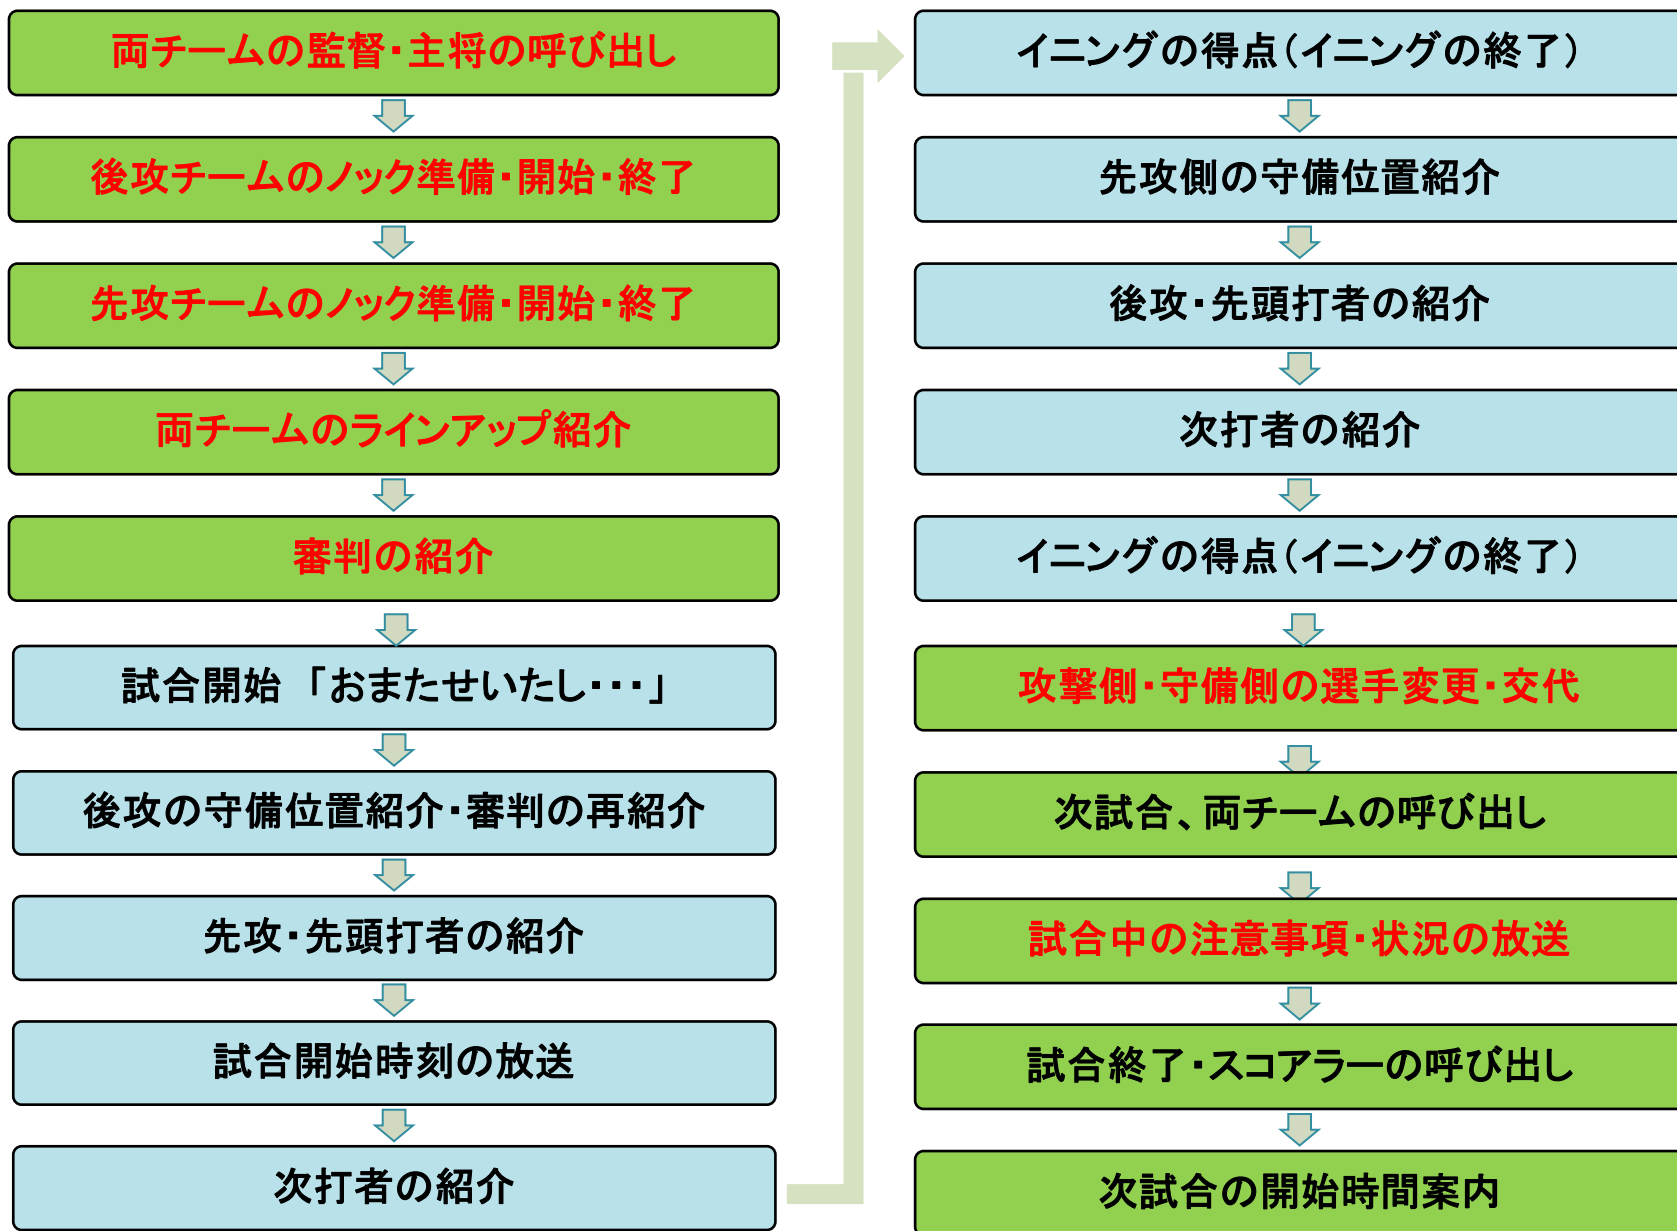 両チームの監督・主将の呼び出し
後攻チームのノック準備・開始・終了
先攻チームのノック準備・開始・終了
両チームのラインアップ紹介
審判の紹介
試合開始 「おまたせいたし・・・」
後攻の守備位置紹介・審判の再紹介
先攻・先頭打者の紹介
試合開始時刻の放送
次打者の紹介
イニングの得点(イニングの終了)
先攻側の守備位置紹介
後攻・先頭打者の紹介
次打者の紹介
イニングの得点(イニングの終了)
攻撃側・守備側の選手変更・交代
次試合、両チームの呼び出し
試合中の注意事項・状況の放送
試合終了・スコアラーの呼び出し
次試合の開始時間案内